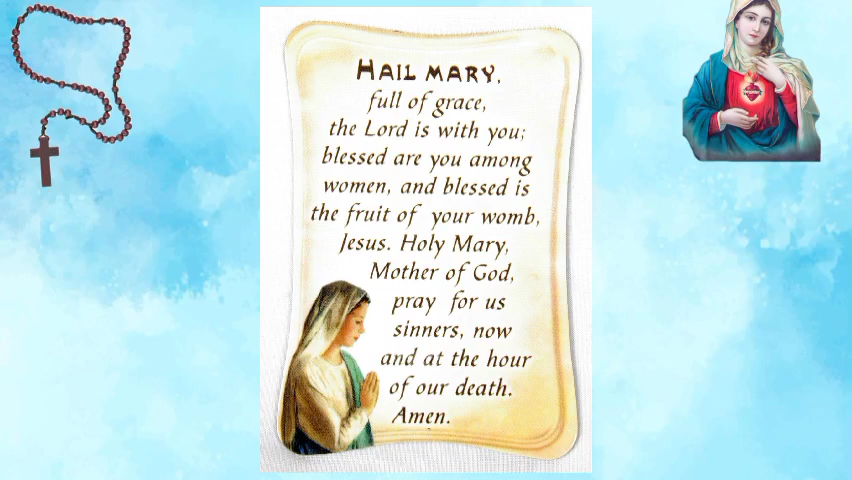 HAIL MARY,
full of grace,
the Lord is with you;
blessed are you among
women, and blessed is
the fruit of your womb,
Jesus. Holy Mary,
Mother of God,
pray for us
sinners, now
and at the hour
of our death.
Amen.